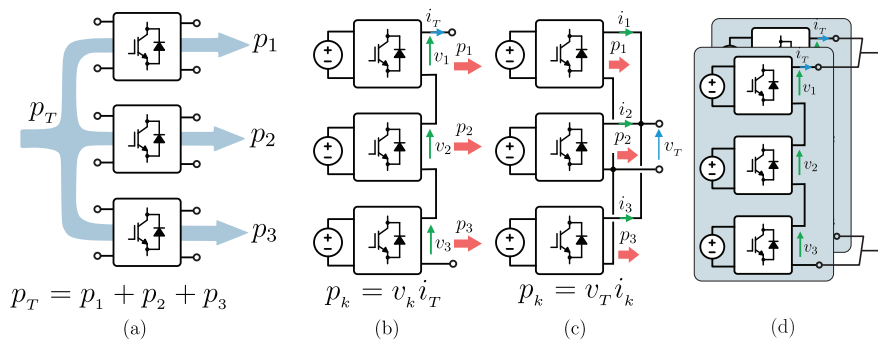 p_T
p_1
p_2
p_3
p_T = p_1 + p_2 + p_3
(a)
i_T
v_1
p_1
v_2
p_2
v_3
p_3
p_k = v_k i_T
(b)
i_1
p_1
i_2
p_2
v_T
i_3
p_3
p_k = v_T i_k
(c)
i_T
v_1
v_2
v_3
(d)